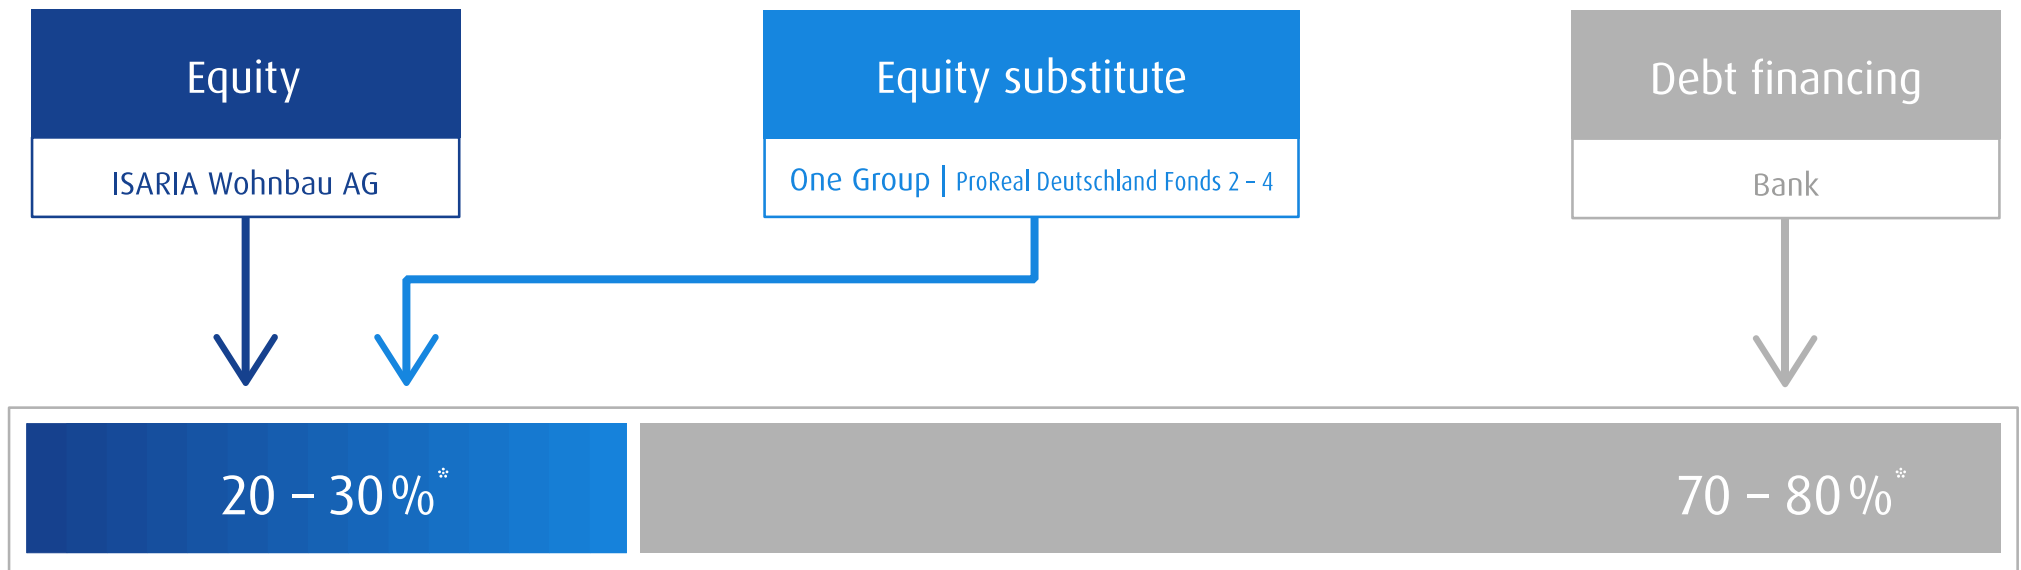 Equity
Equity substitute
Debt financing
ISARIA Wohnbau AG
One Group | ProReal Deutschland Fonds 2 – 4
Bank
20 – 30 %*
70 – 80 %*